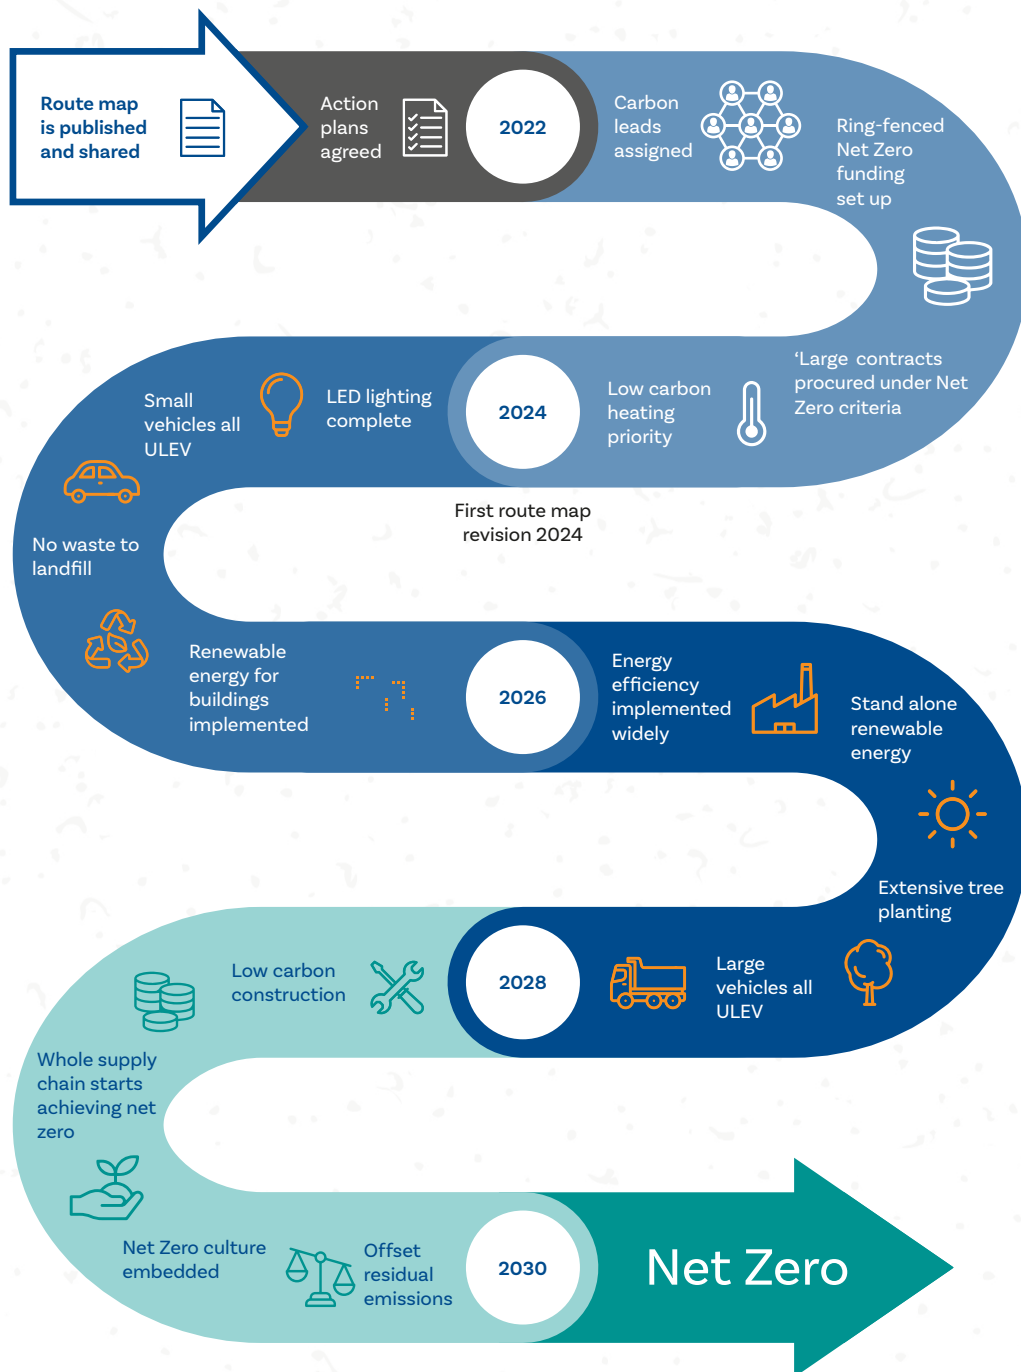 Route map
is published
and shared
Action
plans
agreed
2022
Carbon
leads
assigned
Ring-fenced
Net Zero
funding
set up
‘Large contracts
procured under Net
Zero criteria
Low carbon
heating
priority
2024
First route map
revision 2024
LED lighting
complete
Small
vehicles all
ULEV
No waste to
landfill
Renewable
energy for
buildings
implemented
2026
Energy
efficiency
implemented
widely
Stand alone
renewable
energy
Extensive tree
planting
Large
vehicles all
ULEV
2028
Low carbon
construction
Whole supply
chain starts
achieving net
zero
Net Zero culture
embedded
Offset
residual
emissions
2030
Net Zero